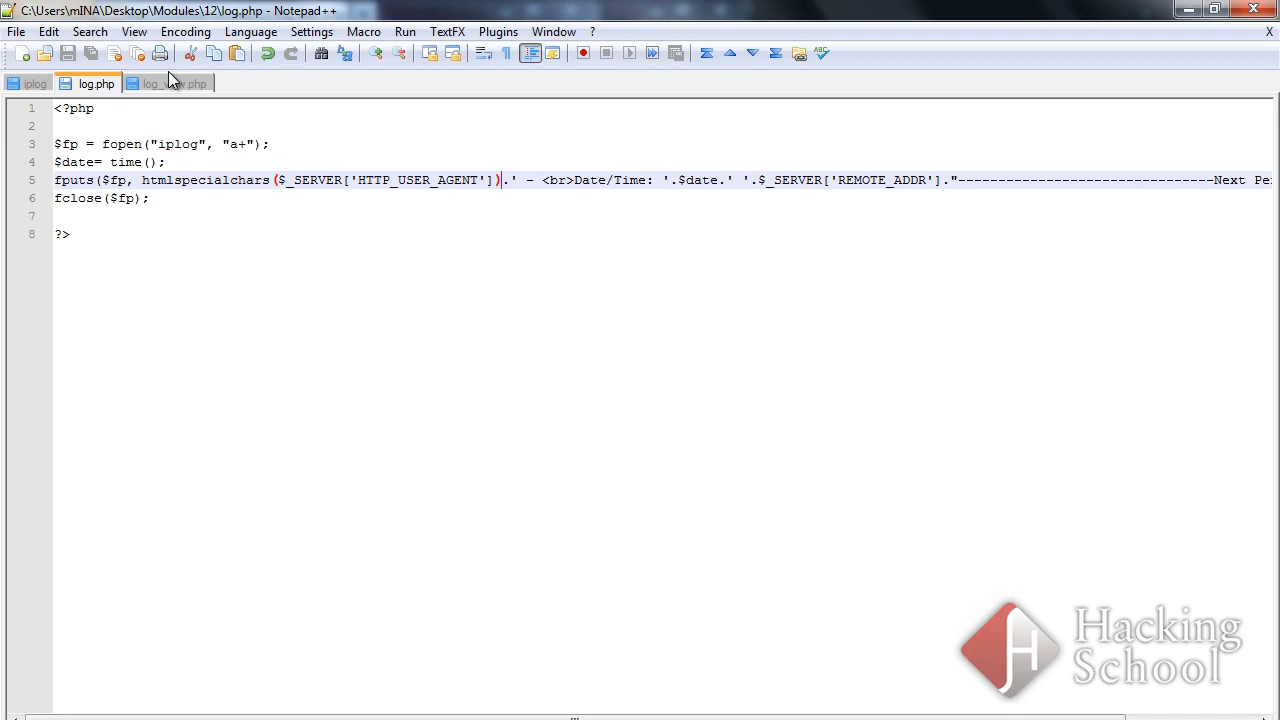 C:\Users\mINA\Desktop\Modules\12\log.php - Notepad++
File Edit Search View Encoding Language Settings Macro Run TextFX Plugins Window ? X
iplog log.php
1 <?php
2
3 $fp = fopen("iplog", "a+");
4 $date= time();
5 fputs($fp, htmlspecialchars($_SERVER['HTTP_USER_AGENT']).' - <br>Date/Time: '.$date.' '.$_SERVER['REMOTE_ADDR']."--------------------------------Next Pe
6 fclose($fp);
7
8 ?>
Hacking
School